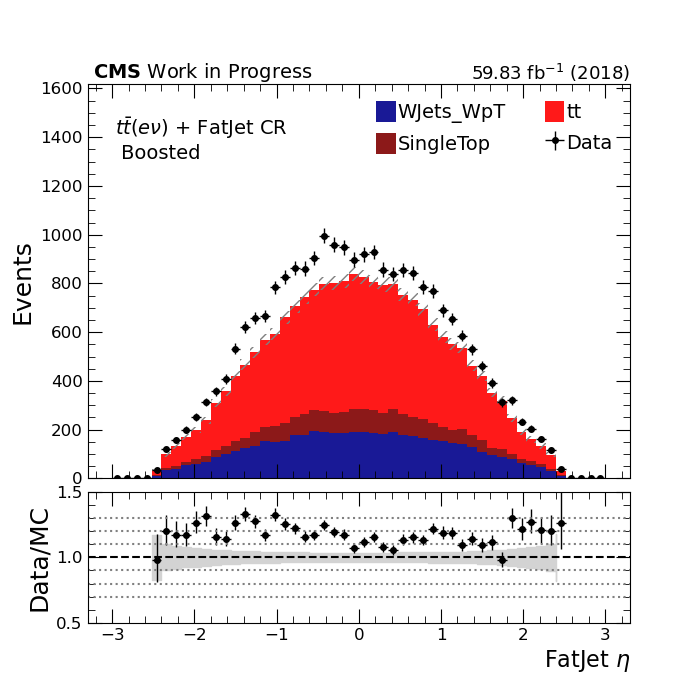 CMS Work in Progress 59.83 fb⁻¹ (2018)
1600
1400
1200
1000
800
600
400
200
0
Events
tt̄(eν) + FatJet CR
Boosted
WJets_WpT tt
SingleTop Data
1.5
1.0
0.5
Data/MC
−3 −2 −1 0 1 2 3
FatJet η